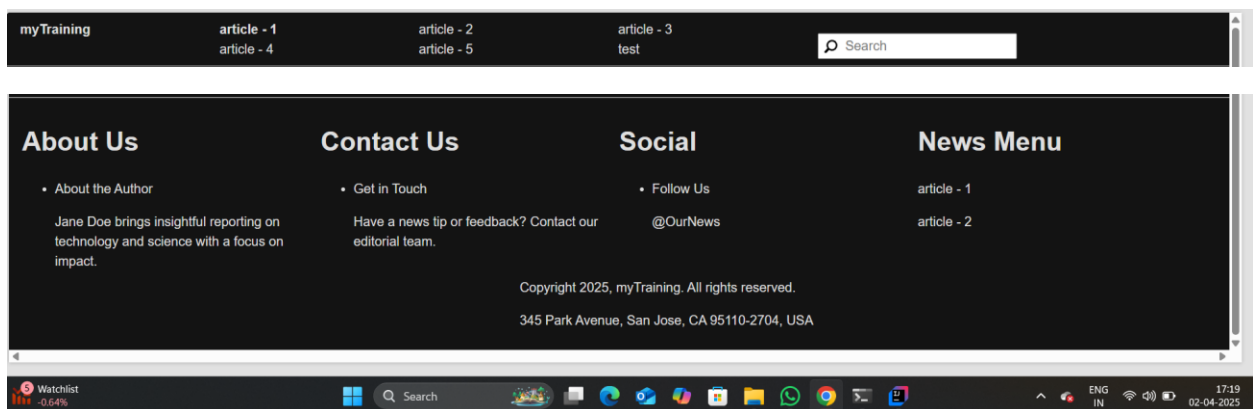 myTraining
article - 1
article - 2
article - 3
article - 4
article - 5
test
Search
About Us
Contact Us
Social
News Menu
• About the Author
Jane Doe brings insightful reporting on
technology and science with a focus on
impact.
• Get in Touch
Have a news tip or feedback? Contact our
editorial team.
• Follow Us
@OurNews
article - 1
article - 2
Copyright 2025, myTraining. All rights reserved.
345 Park Avenue, San Jose, CA 95110-2704, USA
5
Watchlist
-0.64%
Search
ENG
IN
17:19
02-04-2025